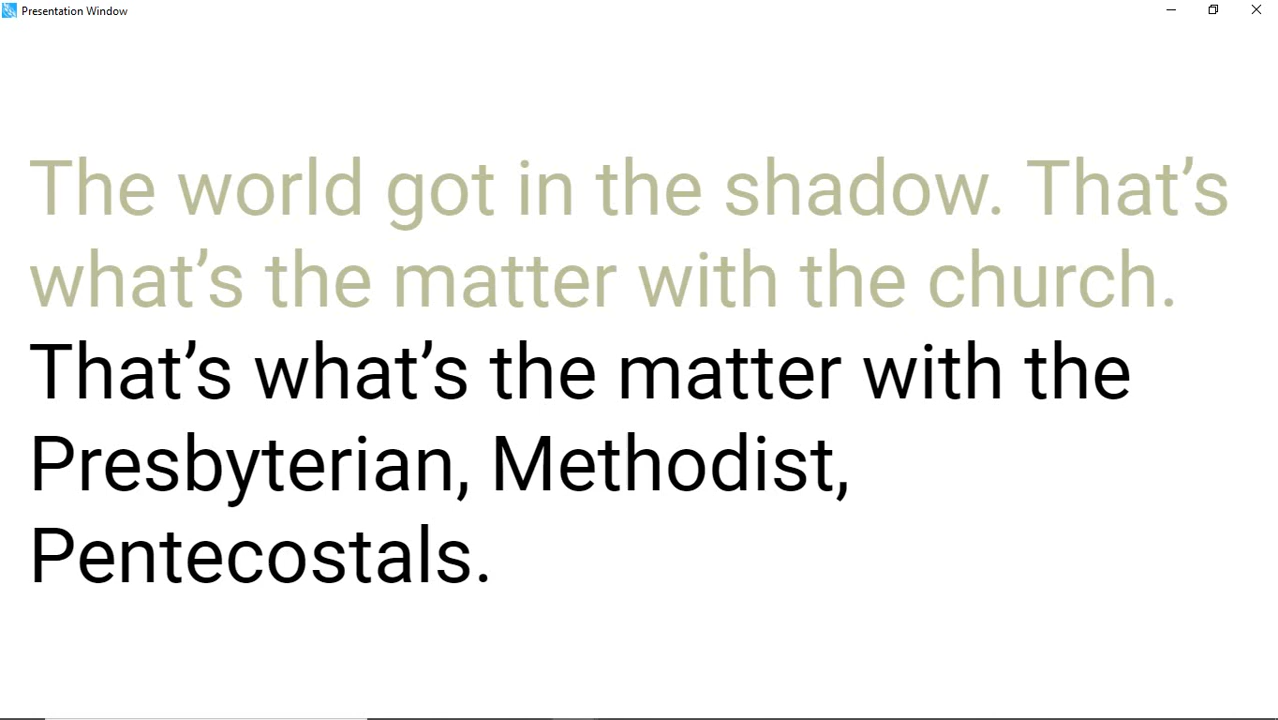 Presentation Window
The world got in the shadow. That’s
what’s the matter with the church.
That’s what’s the matter with the
Presbyterian, Methodist,
Pentecostals.